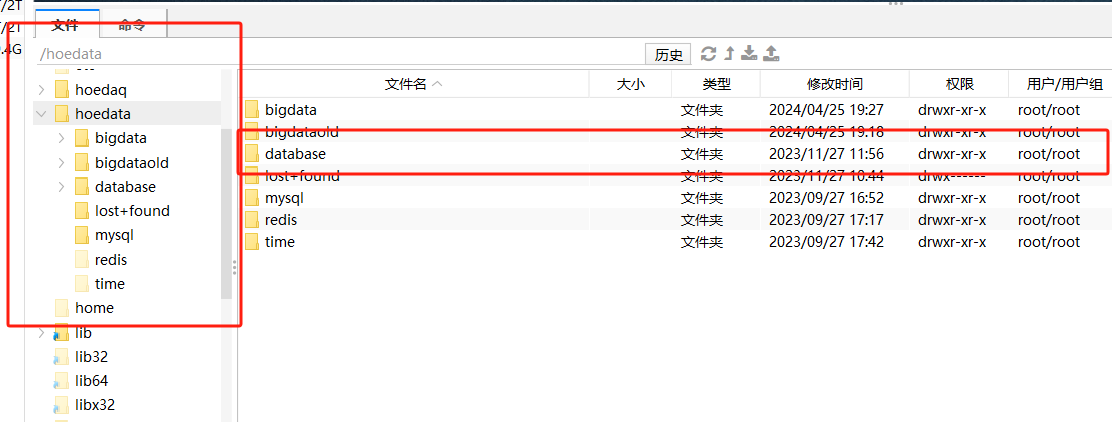 /2T
文件 命令
/2T
.4G
/hoedata
历史
文件名 大小 类型 修改时间 权限 用户/用户组
hoedaq
hoedata
bigdata
bigdataold
database
lost+found
mysql
redis
time
home
lib
lib32
lib64
libx32
bigdata 文件夹 2024/04/25 19:27 drwxr-xr-x root/root
bigdataold 文件夹 2024/04/25 19:18 drwxr-xr-x root/root
database 文件夹 2023/11/27 11:56 drwxr-xr-x root/root
lost+found 文件夹 2023/11/27 10:44 drwx------ root/root
mysql 文件夹 2023/09/27 16:52 drwxr-xr-x root/root
redis 文件夹 2023/09/27 17:17 drwxr-xr-x root/root
time 文件夹 2023/09/27 17:42 drwxr-xr-x root/root